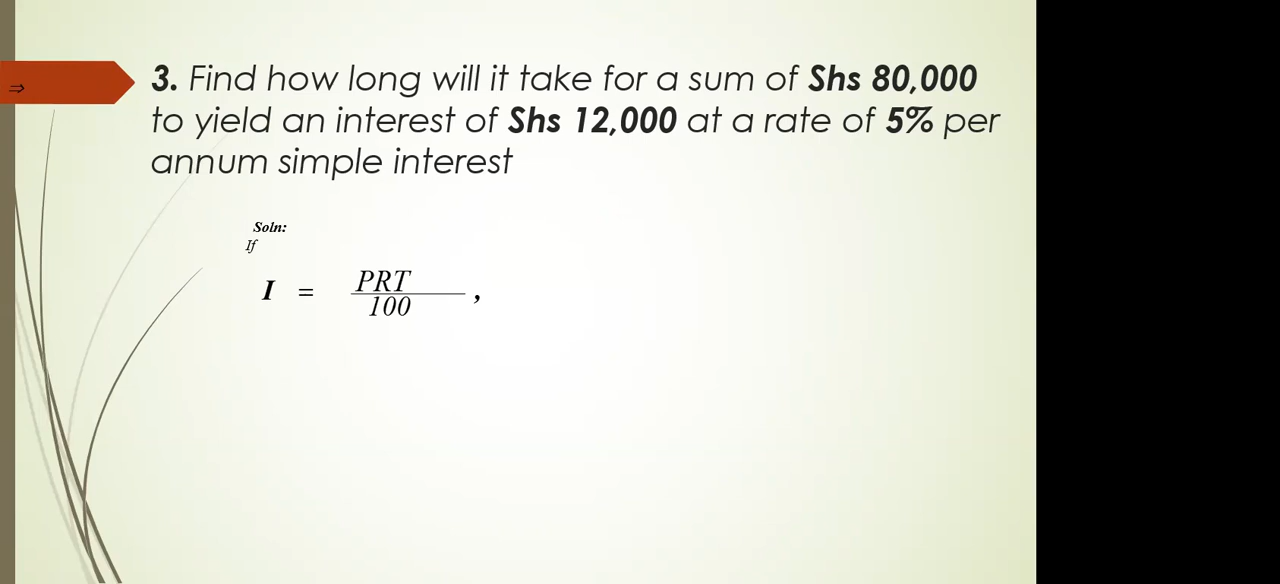 ⇒
3. Find how long will it take for a sum of Shs 80,000
to yield an interest of Shs 12,000 at a rate of 5% per
annum simple interest
Soln:
If
I = PRT/100 ,